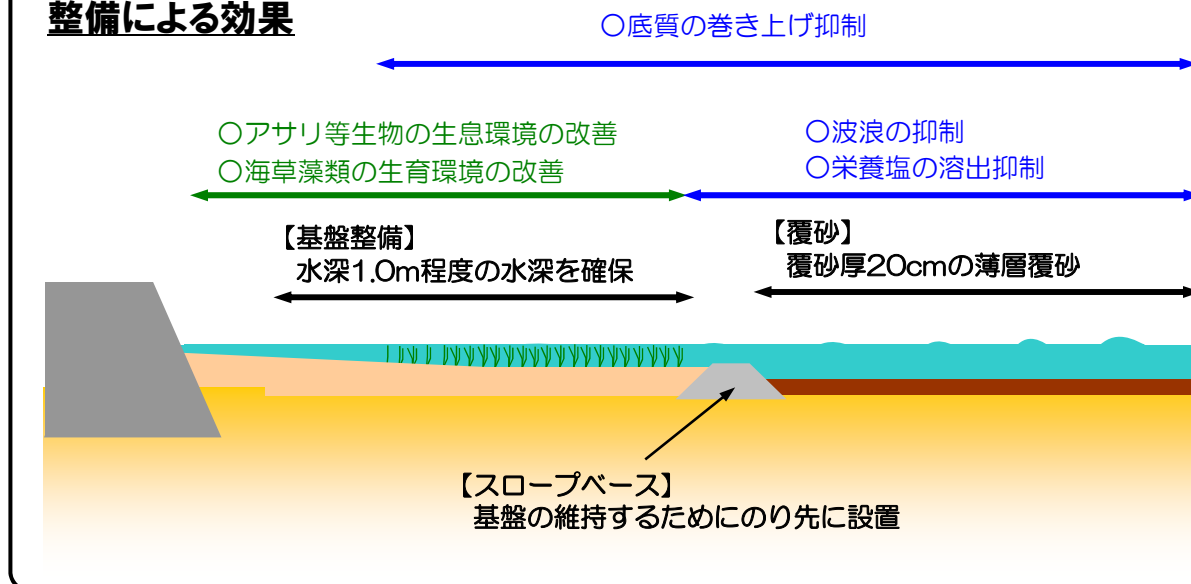 整備による効果
○底質の巻き上げ抑制
○アサリ等生物の生息環境の改善
○海草藻類の生育環境の改善
○波浪の抑制
○栄養塩の溶出抑制
【基盤整備】
水深1.0m程度の水深を確保
【覆砂】
覆砂厚20cmの薄層覆砂
【スロープベース】
基盤の維持するためにのり先に設置